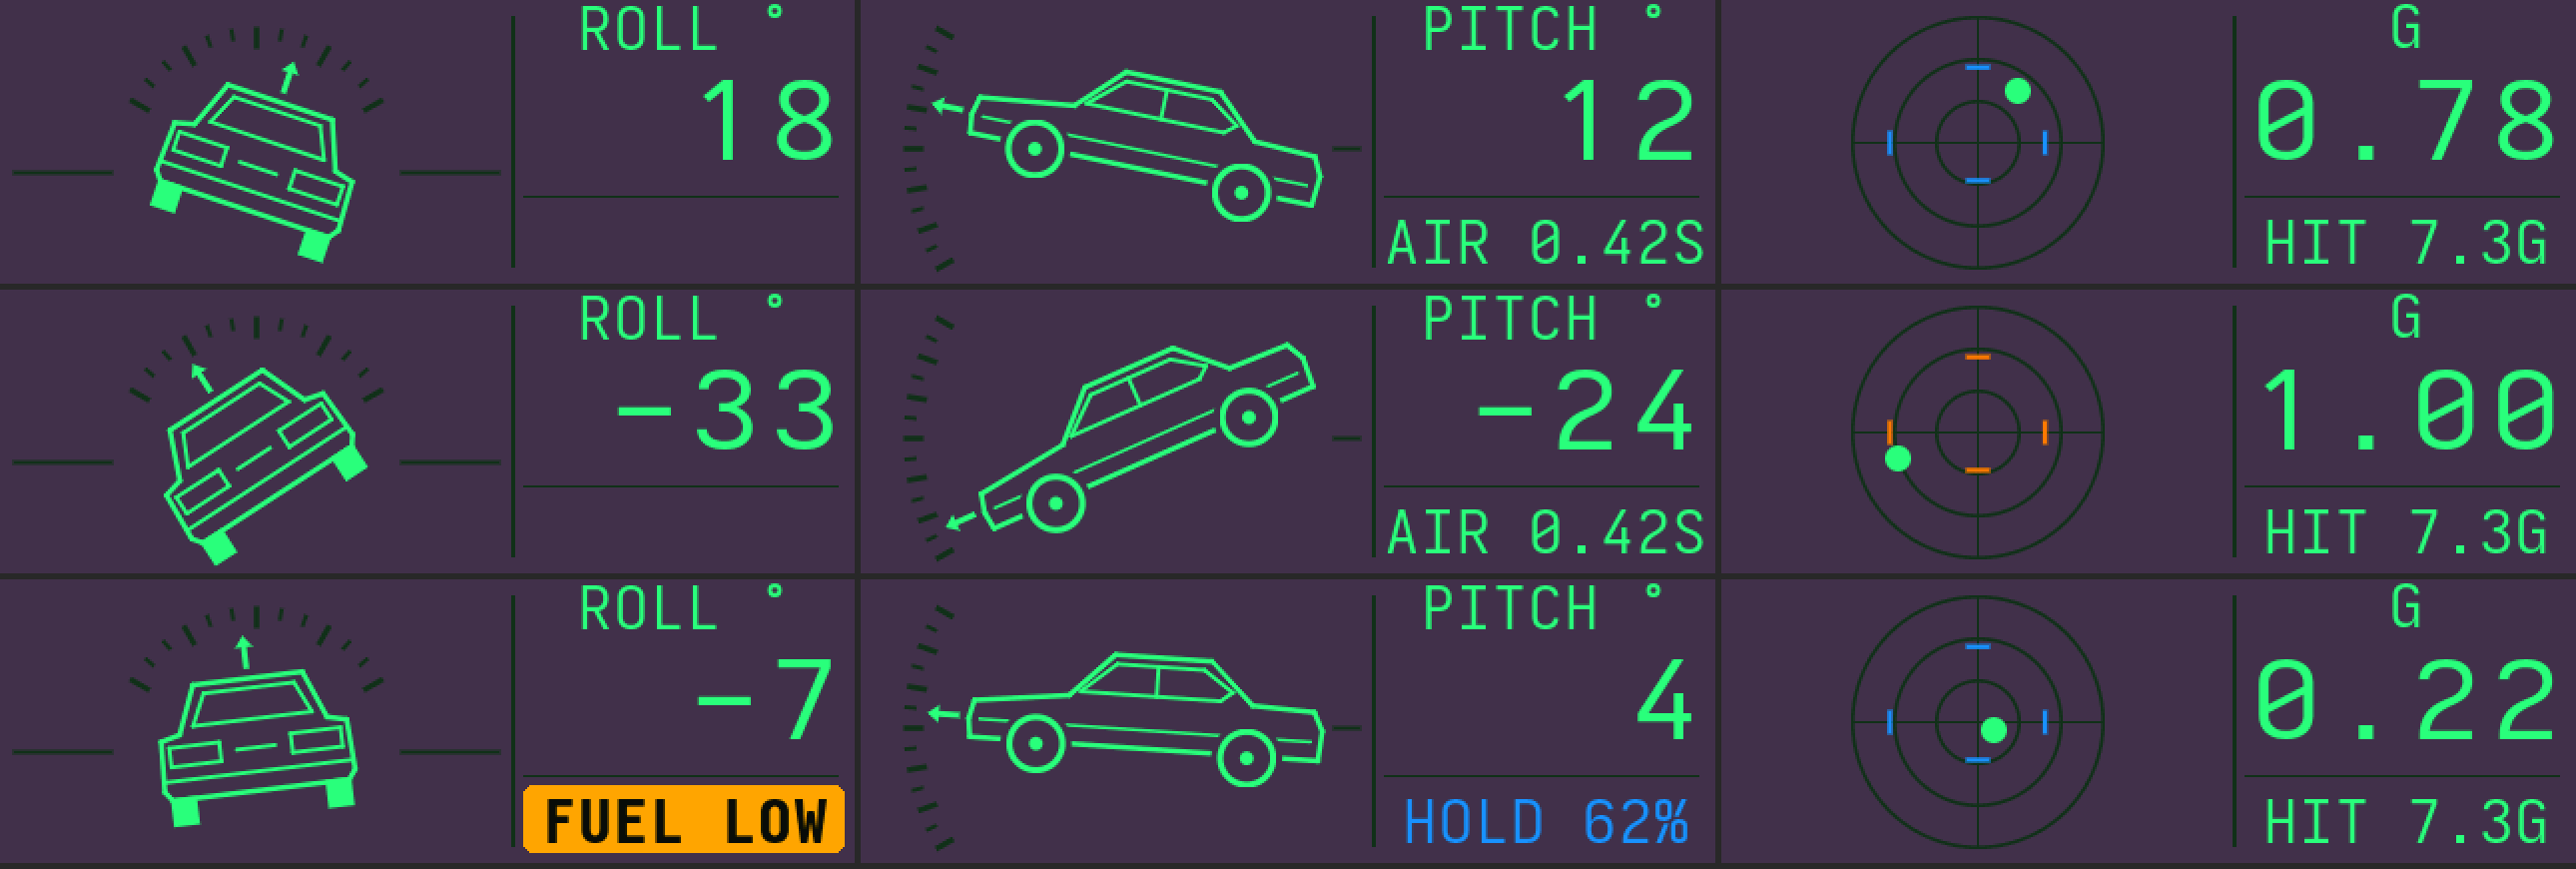 ROLL °
18
PITCH °
12
AIR 0.42S
G
0.78
HIT 7.3G
ROLL °
-33
PITCH °
-24
AIR 0.42S
G
1.00
HIT 7.3G
ROLL °
-7
FUEL LOW
PITCH °
4
HOLD 62%
G
0.22
HIT 7.3G